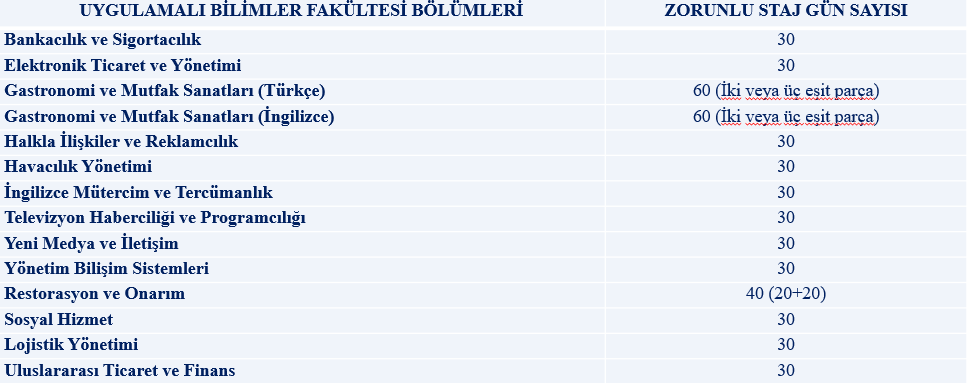 UYGULAMALI BİLİMLER FAKÜLTESİ BÖLÜMLERİ ZORUNLU STAJ GÜN SAYISI
Bankacılık ve Sigortacılık 30
Elektronik Ticaret ve Yönetimi 30
Gastronomi ve Mutfak Sanatları (Türkçe) 60 (İki veya üç eşit parça)
Gastronomi ve Mutfak Sanatları (İngilizce) 60 (İki veya üç eşit parça)
Halkla İlişkiler ve Reklamcılık 30
Havacılık Yönetimi 30
İngilizce Mütercim ve Tercümanlık 30
Televizyon Haberciliği ve Programcılığı 30
Yeni Medya ve İletişim 30
Yönetim Bilişim Sistemleri 30
Restorasyon ve Onarım 40 (20+20)
Sosyal Hizmet 30
Lojistik Yönetimi 30
Uluslararası Ticaret ve Finans 30